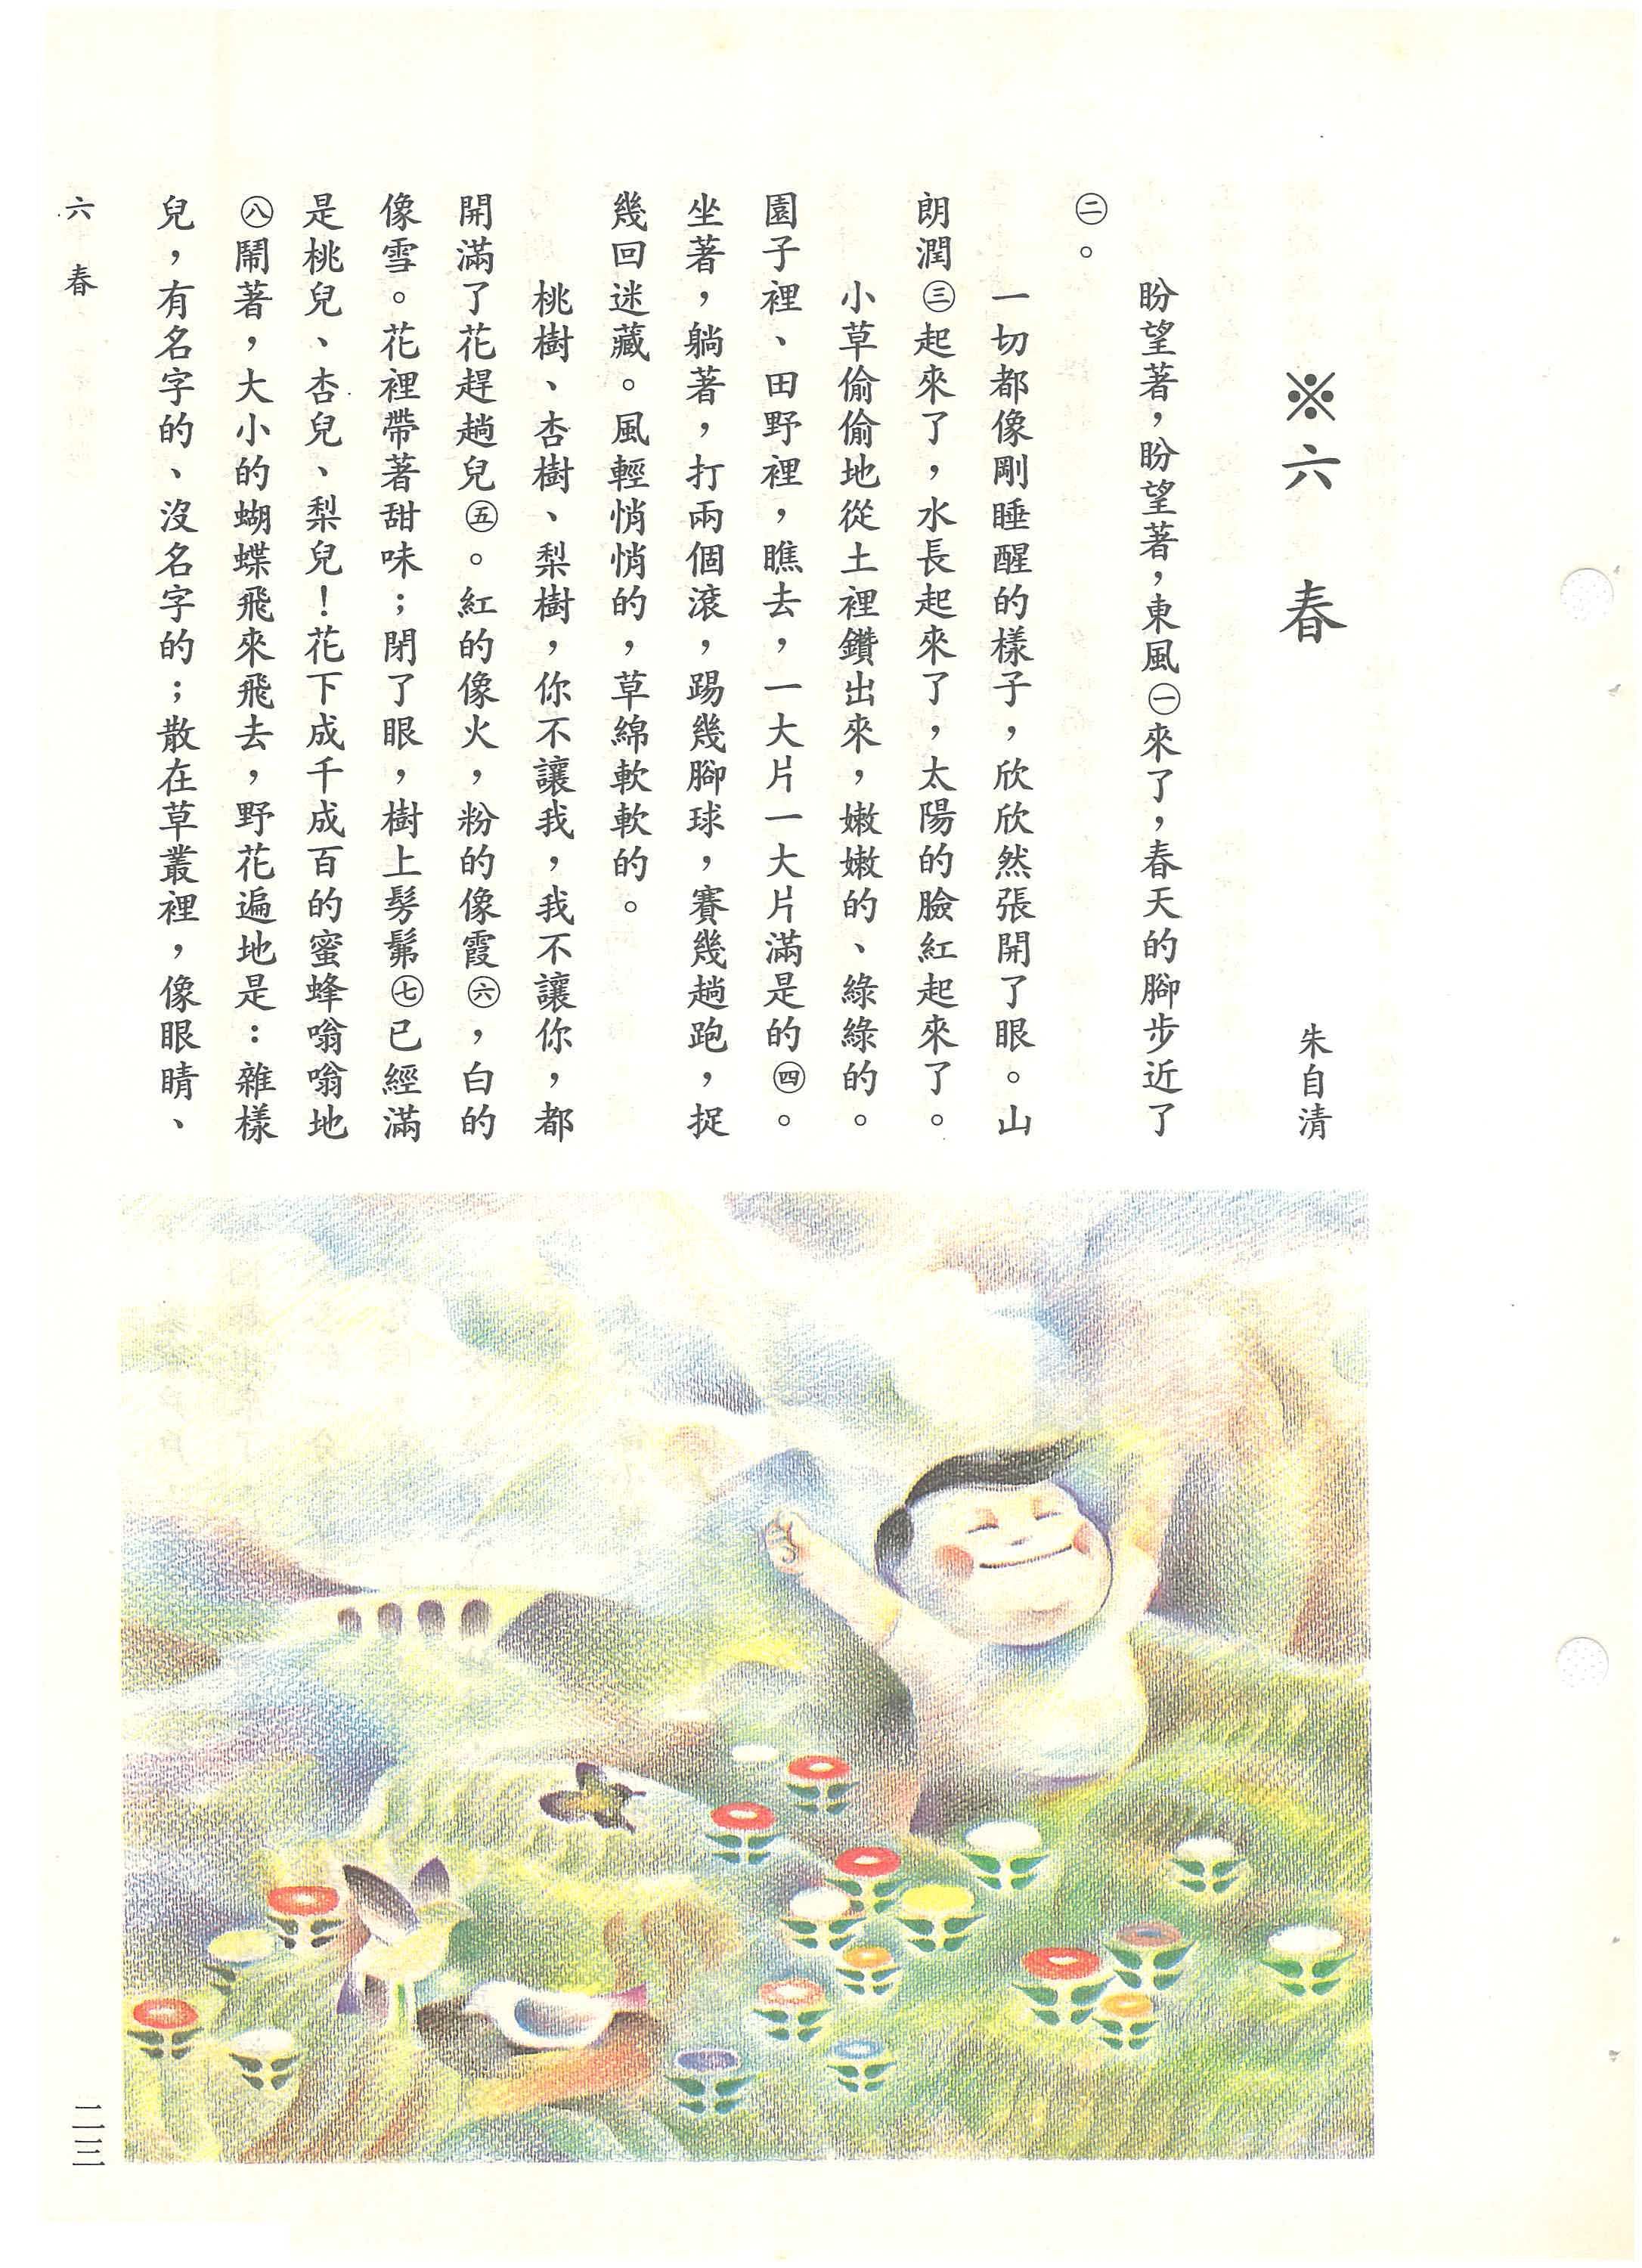 ※六　春
朱自清
盼望著，盼望著，東風㊀來了，春天的腳步近了
㊁。
一切都像剛睡醒的樣子，欣欣然張開了眼。山
朗潤㊂起來了，水長起來了，太陽的臉紅起來了。
小草偷偷地從土裡鑽出來，嫩嫩的、綠綠的。
園子裡、田野裡，瞧去，一大片一大片滿是的㊃。
坐著，躺著，打兩個滾，踢幾腳球，賽幾趟跑，捉
幾回迷藏。風輕悄悄的，草綿軟軟的。
桃樹、杏樹、梨樹，你不讓我，我不讓你，都
開滿了花趕趟兒㊄。紅的像火，粉的像霞㊅，白的
像雪。花裡帶著甜味；閉了眼，樹上髣髴㊆已經滿
是桃兒、杏兒、梨兒！花下成千成百的蜜蜂嗡嗡地
㊇鬧著，大小的蝴蝶飛來飛去，野花遍地是：雜樣
兒，有名字的、沒名字的；散在草叢裡，像眼睛、
六　春
二三